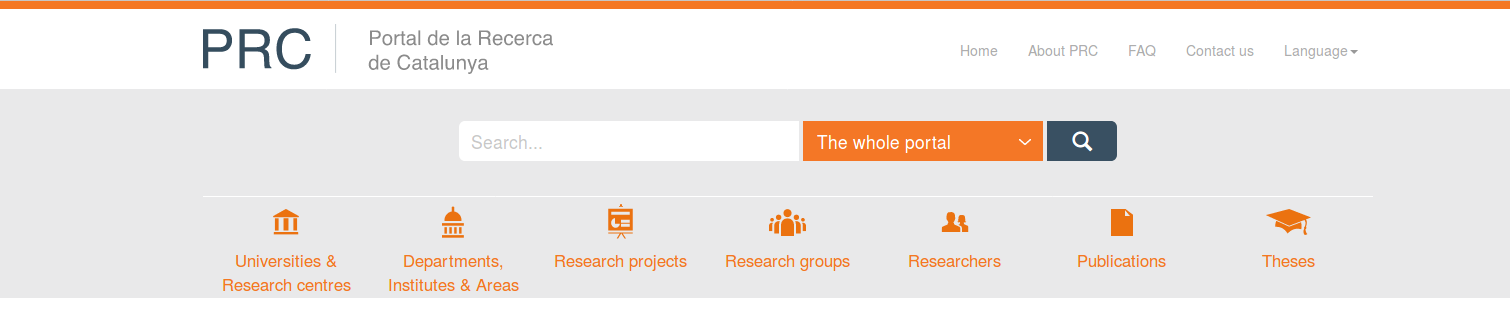 PRC
Portal de la Recerca
de Catalunya
Home About PRC FAQ Contact us Language
Search...
The whole portal
Universities &
Research centres
Departments,
Institutes & Areas
Research projects
Research groups
Researchers
Publications
Theses